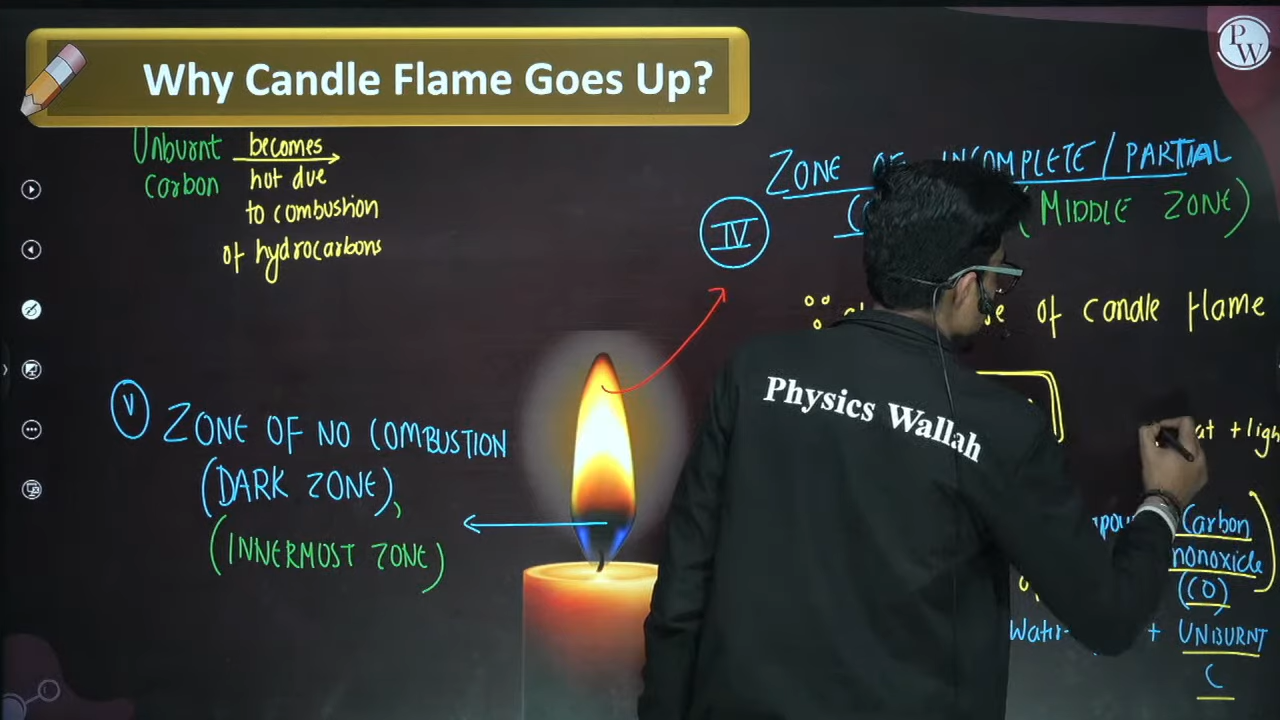 Why Candle Flame Goes Up?
PW
Unburnt becomes
Carbon hot due
to combustion
of hydrocarbons
ZONE OF INCOMPLETE / PARTIAL
(MIDDLE ZONE)
IV
of candle flame
+ligh
V ZONE OF NO COMBUSTION
(DARK ZONE),
(INNERMOST ZONE)
Physics Wallah
Carbon
monoxide
(CO)
+ UNBURNT
C